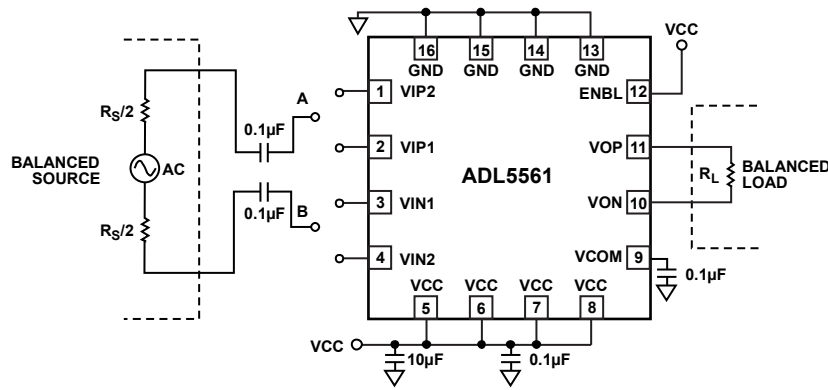 16 15 14 13
GND GND GND GND
VCC
ENBL 12
R_S/2
A
1 VIP2
0.1µF
BALANCED
SOURCE
AC
2 VIP1
ADL5561
VOP 11
R_L
BALANCED
LOAD
0.1µF
B
3 VIN1
VON 10
R_S/2
4 VIN2
VCOM 9
0.1µF
VCC VCC VCC VCC
5 6 7 8
VCC
10µF
0.1µF